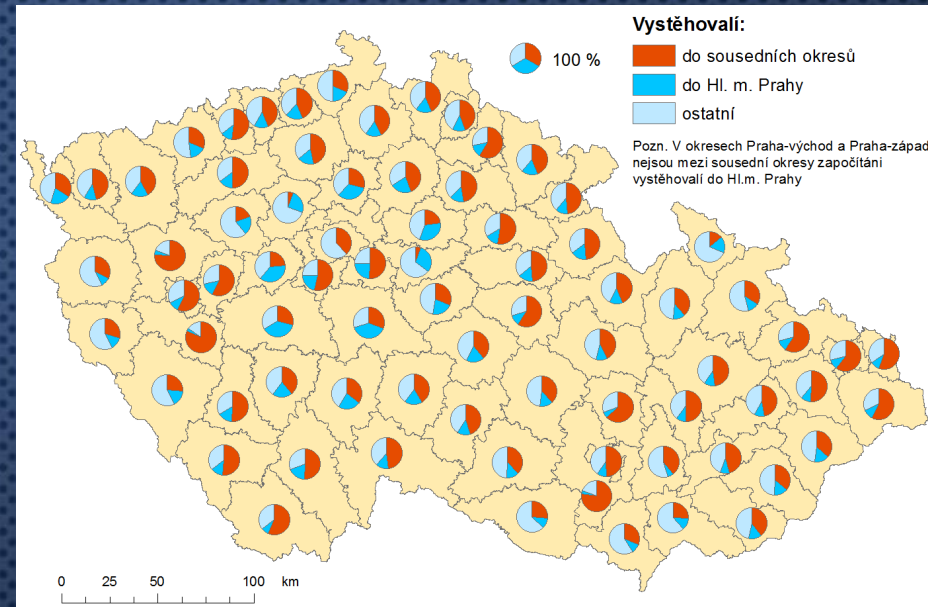 Vystěhovalí:
100 %
do sousedních okresů
do Hl. m. Prahy
ostatní
Pozn. V okresech Praha-východ a Praha-západ
nejsou mezi sousední okresy započítáni
vystěhovalí do Hl.m. Prahy
0 25 50 100 km